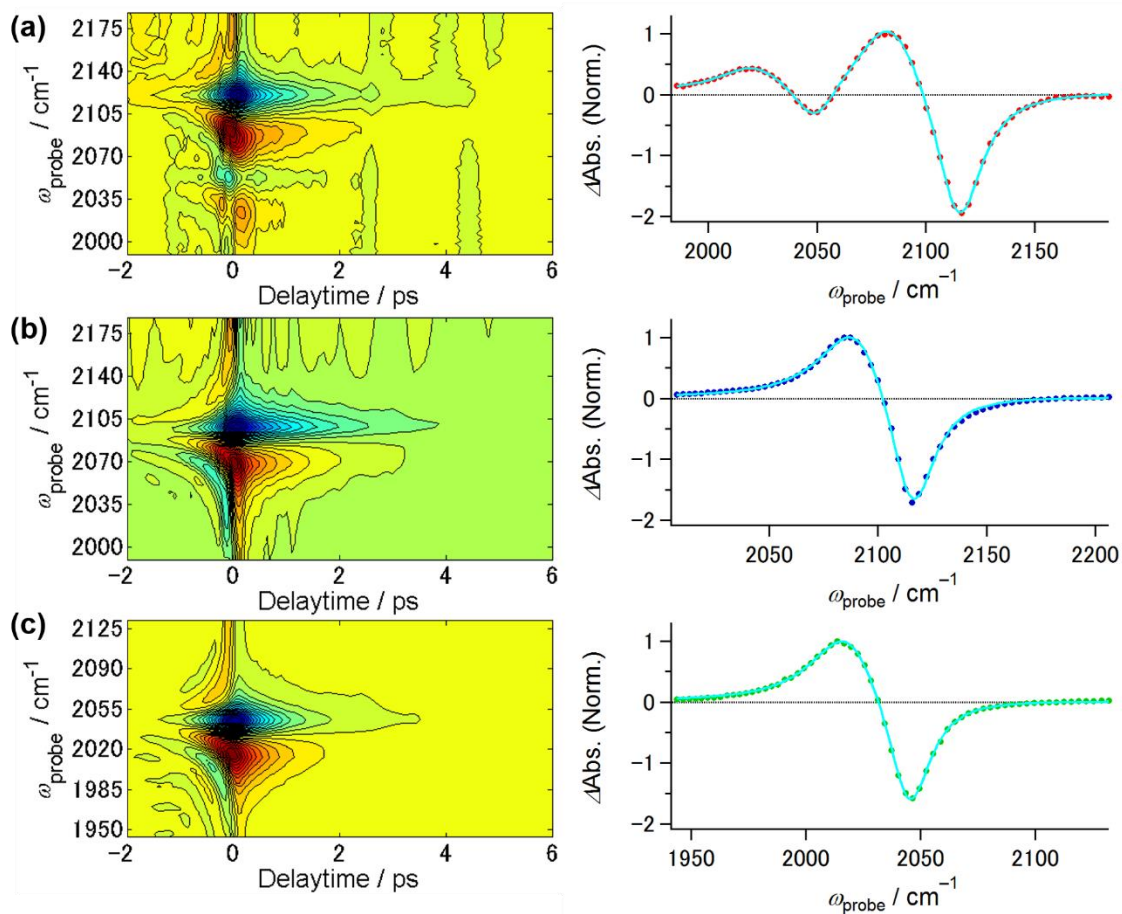 (a)
ωprobe / cm−1
2175
2140
2105
2070
2035
2000
−2 0 2 4 6
Delaytime / ps
ΔAbs. (Norm.)
1
0
−1
−2
2000 2050 2100 2150
ωprobe / cm−1
(b)
ωprobe / cm−1
2175
2140
2105
2070
2035
2000
−2 0 2 4 6
Delaytime / ps
ΔAbs. (Norm.)
1
0
−1
−2
2050 2100 2150 2200
ωprobe / cm−1
(c)
ωprobe / cm−1
2125
2090
2055
2020
1985
1950
−2 0 2 4 6
Delaytime / ps
ΔAbs. (Norm.)
1
0
−1
−2
1950 2000 2050 2100
ωprobe / cm−1